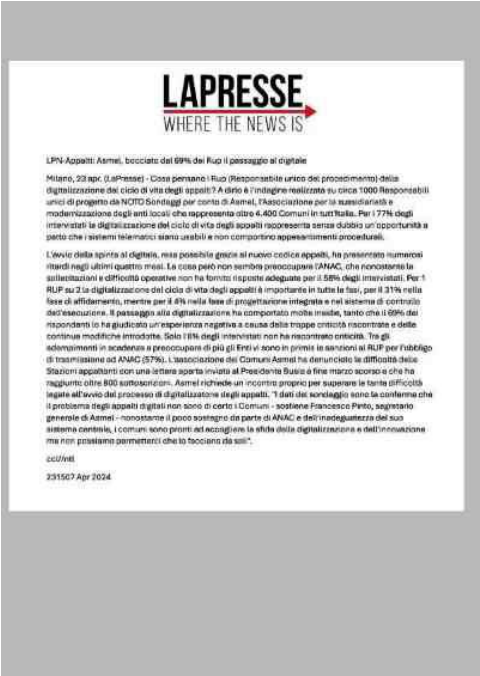 LAPRESSE
WHERE THE NEWS IS
LPN-Appalti: Asmel, bocciato dal 69% dei Rup il passaggio al digitale
Milano, 23 apr. (LaPresse) - Cosa pensano i Rup (Responsabile unico del procedimento) della
digitalizzazione del ciclo di vita degli appalti? A dirlo è l'indagine realizzata su circa 1000 Responsabili
unici di progetto da NOTO Sondaggi per conto di Asmel, l'Associazione per la sussidiarietà e
modernizzazione degli enti locali che rappresenta oltre 4.400 Comuni in tutt'Italia. Per i 77% degli
intervistati la digitalizzazione del ciclo di vita degli appalti rappresenta senza dubbio un'opportunità a
patto che i sistemi telematici siano usabili e non comportino appesantimenti procedurali.
L'avvio della spinta al digitale, resa possibile grazie al nuovo codice appalti, ha presentato numerosi
ritardi negli ultimi quattro mesi. La cosa però non sembra preoccupare l'ANAC, che nonostante le
sollecitazioni e difficoltà operative non ha fornito risposte adeguate per il 58% degli intervistati. Per 1
RUP su 2 la digitalizzazione del ciclo di vita degli appalti è importante in tutte le fasi, per il 31% nella
fase di affidamento, mentre per il 4% nella fase di progettazione integrata e nel sistema di controllo
dell'esecuzione. Il passaggio alla digitalizzazione ha comportato molte insidie, tanto che il 69% dei
rispondenti lo ha giudicato un'esperienza negativa a causa delle troppe criticità riscontrate e delle
continue modifiche introdotte. Solo l'8% degli intervistati non ha riscontrato criticità. Tra gli
adempimenti in scadenza a preoccupare di più gli Enti vi sono in primis le sanzioni al RUP per l'obbligo
di trasmissione ad ANAC (57%). L'associazione dei Comuni Asmel ha denunciato le difficoltà delle
Stazioni appaltanti con una lettera aperta inviata al Presidente Busia a fine marzo scorso e che ha
raggiunto oltre 800 sottoscrizioni. Asmel richiede un incontro proprio per superare le tante difficoltà
legate all'avvio del processo di digitalizzazione degli appalti. "I dati del sondaggio sono la conferma che
il problema degli appalti digitali non sono di certo i Comuni - sostiene Francesco Pinto, segretario
generale di Asmel - nonostante il poco sostegno da parte di ANAC e dell'inadeguatezza del suo
sistema centrale, i comuni sono pronti ad accogliere la sfida della digitalizzazione e dell'innovazione
ma non possiamo permetterci che lo facciano da soli".
ccl/ntl
231507 Apr 2024